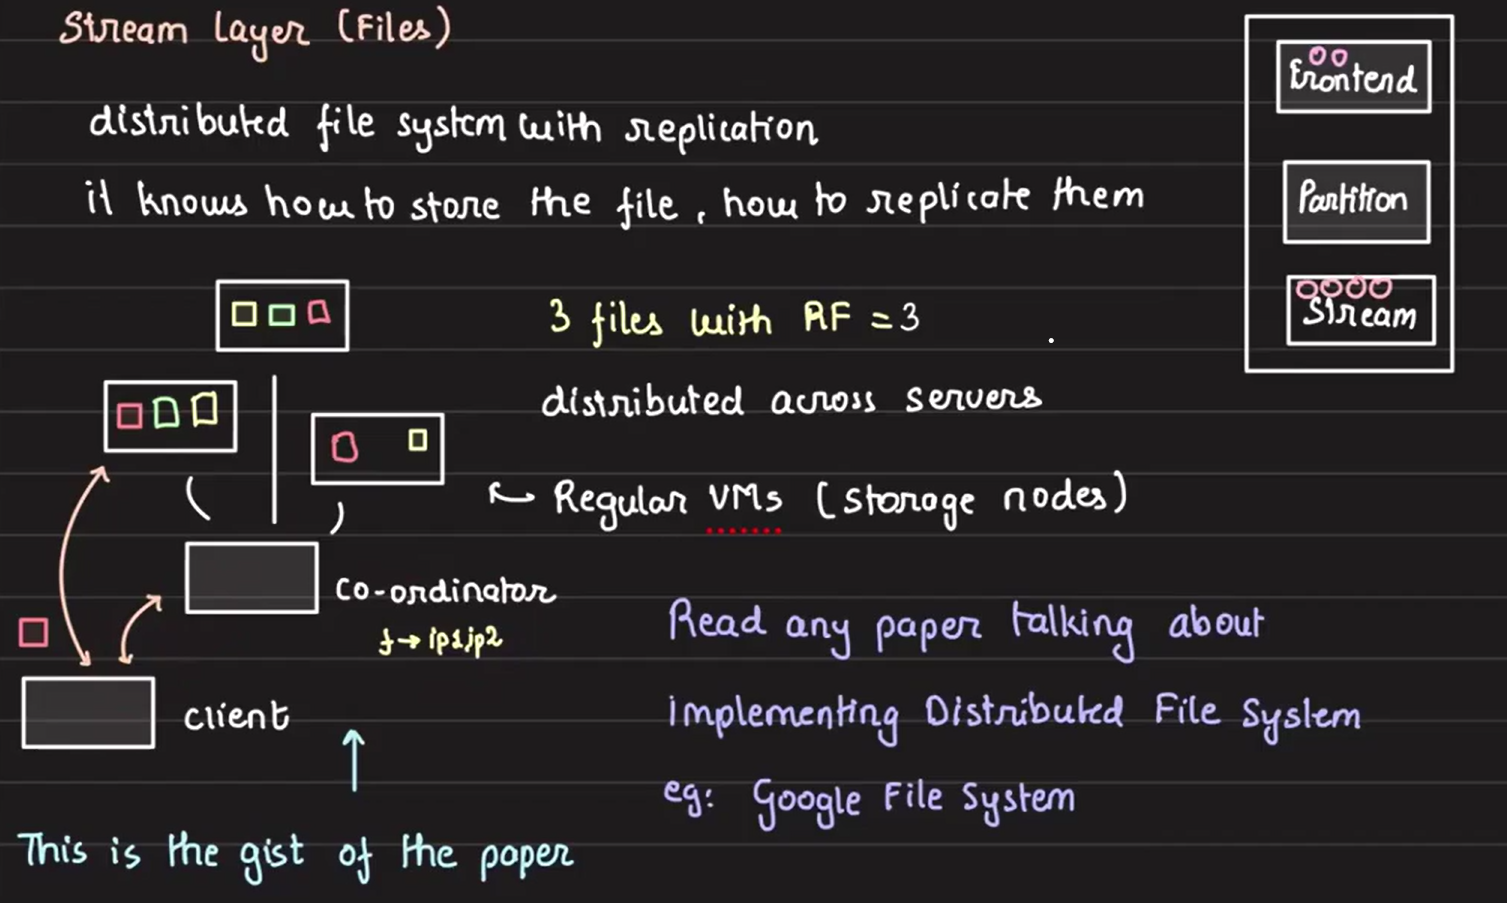 Stream Layer (Files)
distributed file system with replication
it knows how to store the file, how to replicate them
Frontend
Partition
Stream
3 files with RF = 3
distributed across servers
Regular VMs (storage nodes)
co-ordinator
f → ip1, ip2
client
Read any paper talking about
implementing Distributed File System
eg: Google File System
This is the gist of the paper